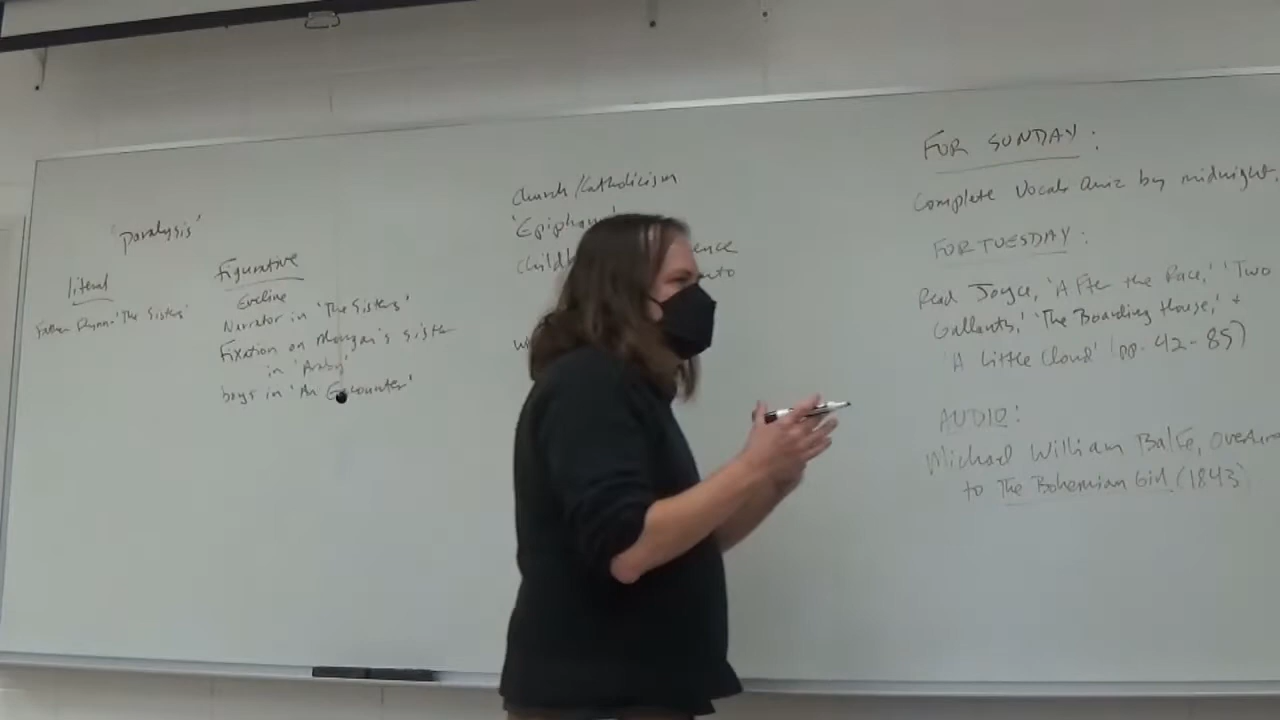 'paralysis'
literal
Father Flynn: 'The Sisters'
Figurative
Eveline
Narrator in 'The Sisters'
Fixation on Mangan's sister
in 'Araby'
boys in 'An Encounter'
Church/Catholicism
'Epiphany'
FOR SUNDAY:
Complete Vocab Quiz by midnight.
FOR TUESDAY:
Read Joyce, 'After the Race,' 'Two
Gallants,' 'The Boarding House,' +
'A Little Cloud' (pp. 42-85)
AUDIO:
Michael William Balfe, Overture
to The Bohemian Girl (1843)